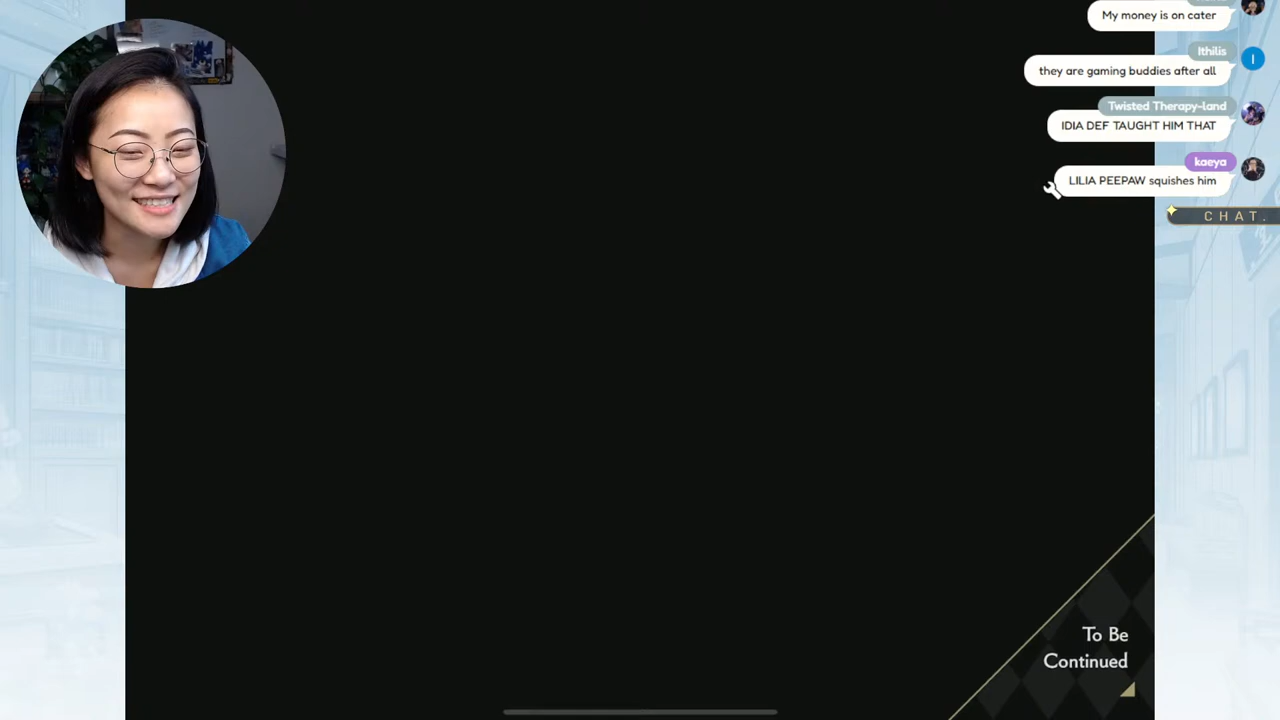 My money is on cater
Ithilis
I
they are gaming buddies after all
Twisted Therapy-land
IDIA DEF TAUGHT HIM THAT
kaeya
LILIA PEEPAW squishes him
CHAT.
To Be
Continued